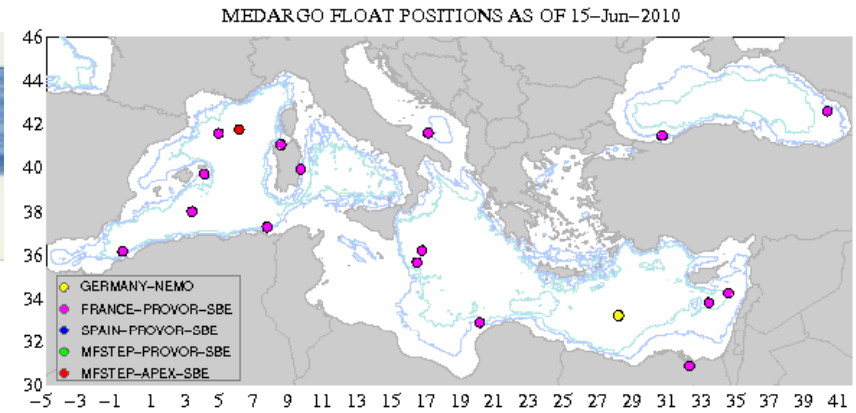 MEDARGO FLOAT POSITIONS AS OF 15-Jun-2010
46
44
42
40
38
36
34
32
30
GERMANY-NEMO
FRANCE-PROVOR-SBE
SPAIN-PROVOR-SBE
MFSTEP-PROVOR-SBE
MFSTEP-APEX-SBE
-5 -3 -1 1 3 5 7 9 11 13 15 17 19 21 23 25 27 29 31 33 35 37 39 41